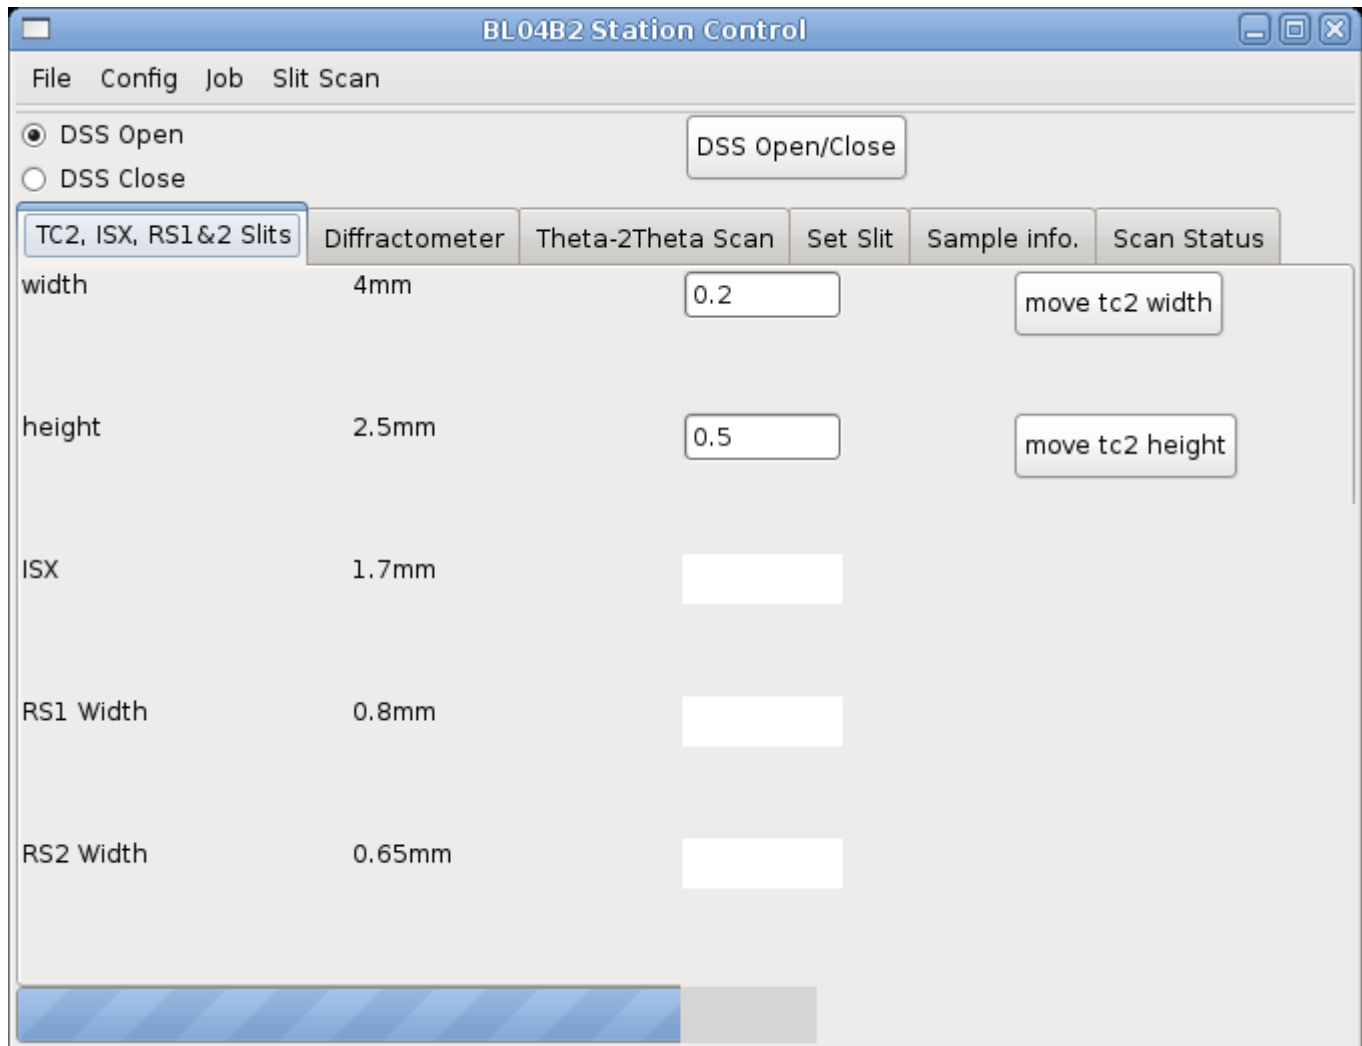 BL04B2 Station Control
File Config Job Slit Scan
DSS Open
DSS Open/Close
DSS Close
TC2, ISX, RS1&2 Slits Diffractometer Theta-2Theta Scan Set Slit Sample info. Scan Status
width 4mm 0.2 move tc2 width
height 2.5mm 0.5 move tc2 height
ISX 1.7mm
RS1 Width 0.8mm
RS2 Width 0.65mm